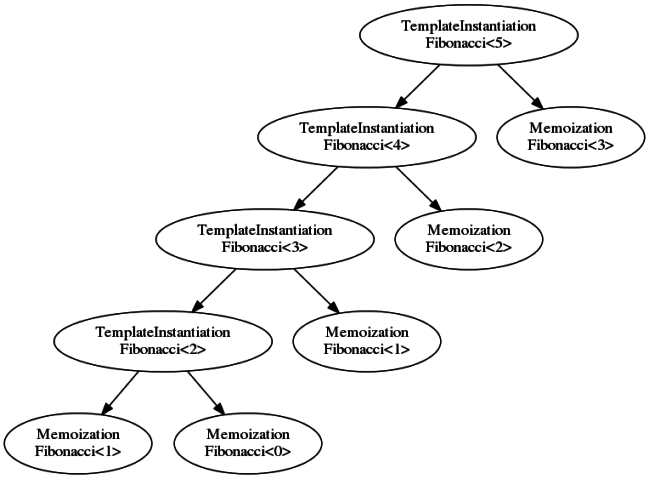 TemplateInstantiation
Fibonacci<5>
TemplateInstantiation
Fibonacci<4>
Memoization
Fibonacci<3>
TemplateInstantiation
Fibonacci<3>
Memoization
Fibonacci<2>
TemplateInstantiation
Fibonacci<2>
Memoization
Fibonacci<1>
Memoization
Fibonacci<1>
Memoization
Fibonacci<0>